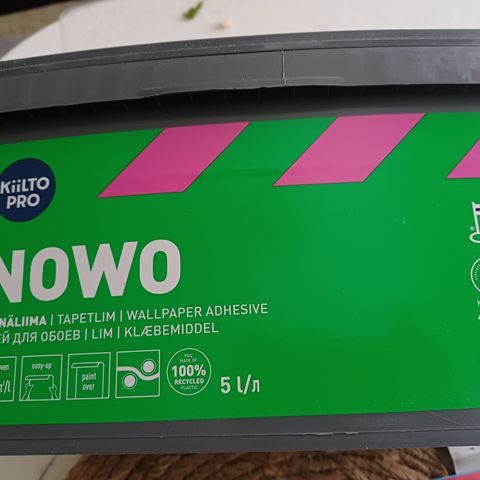 KiiLTO
PRO
NOWO
NÄLIIMA | TAPETLIM | WALLPAPER ADHESIVE
ЕЙ ДЛЯ ОБОЕВ | LIM | KLÆBEMIDDEL
easy-up
paint
over
PAIL
MADE OF
100%
RECYCLED
PLASTIC
5 l/л